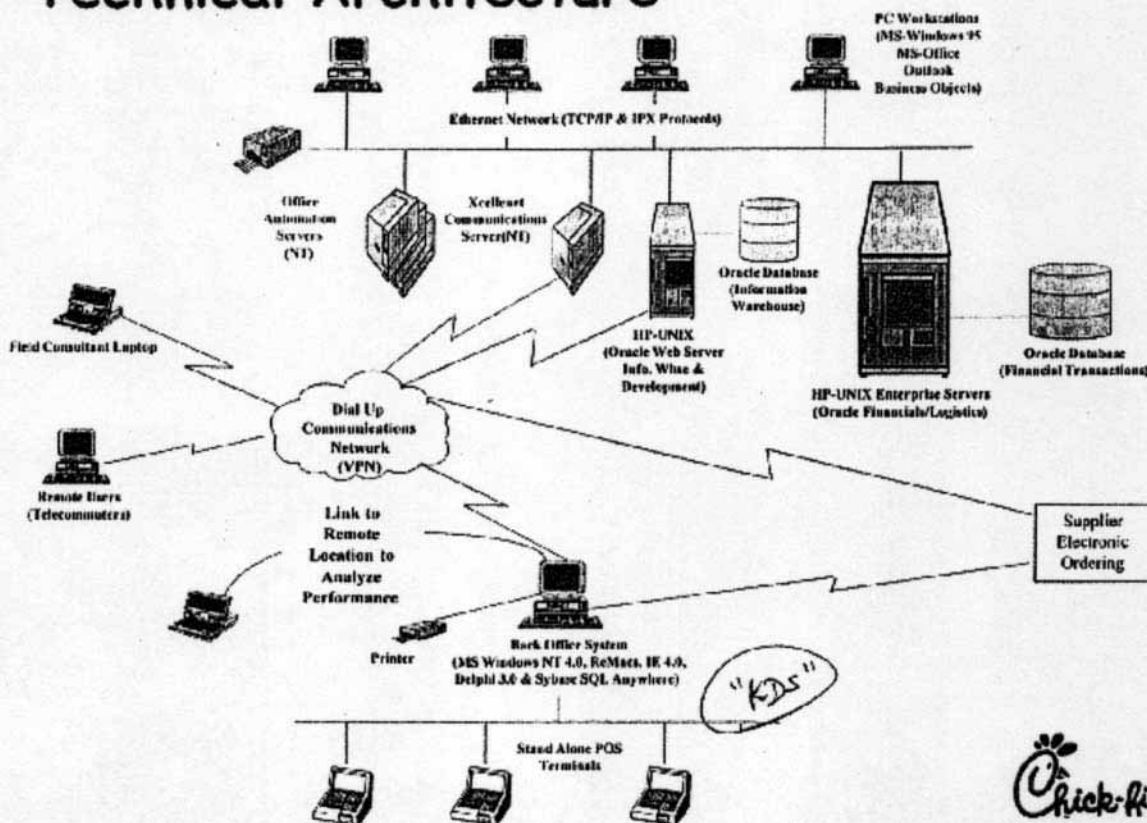 Technical Architecture
PC Workstations
(MS-Windows 95
MS-Office
Outlook
Business Objects)
Ethernet Network (TCP/IP & IPX Protocols)
Office
Automation
Servers
(NT)
Xcellenet
Communications
Server(NT)
Oracle Database
(Information
Warehouse)
HP-UNIX
(Oracle Web Server
Info. Whse &
Development)
Oracle Database
(Financial Transactions)
HP-UNIX Enterprise Servers
(Oracle Financials/Logistics)
Field Consultant Laptop
Dial Up
Communications
Network
(VPN)
Remote Users
(Telecommuters)
Link to
Remote
Location to
Analyze
Performance
Supplier
Electronic
Ordering
Printer
Back Office System
(MS Windows NT 4.0, ReMacs, IE 4.0,
Delphi 3.0 & Sybase SQL Anywhere)
"KDS"
Stand Alone POS
Terminals
Chick-fil